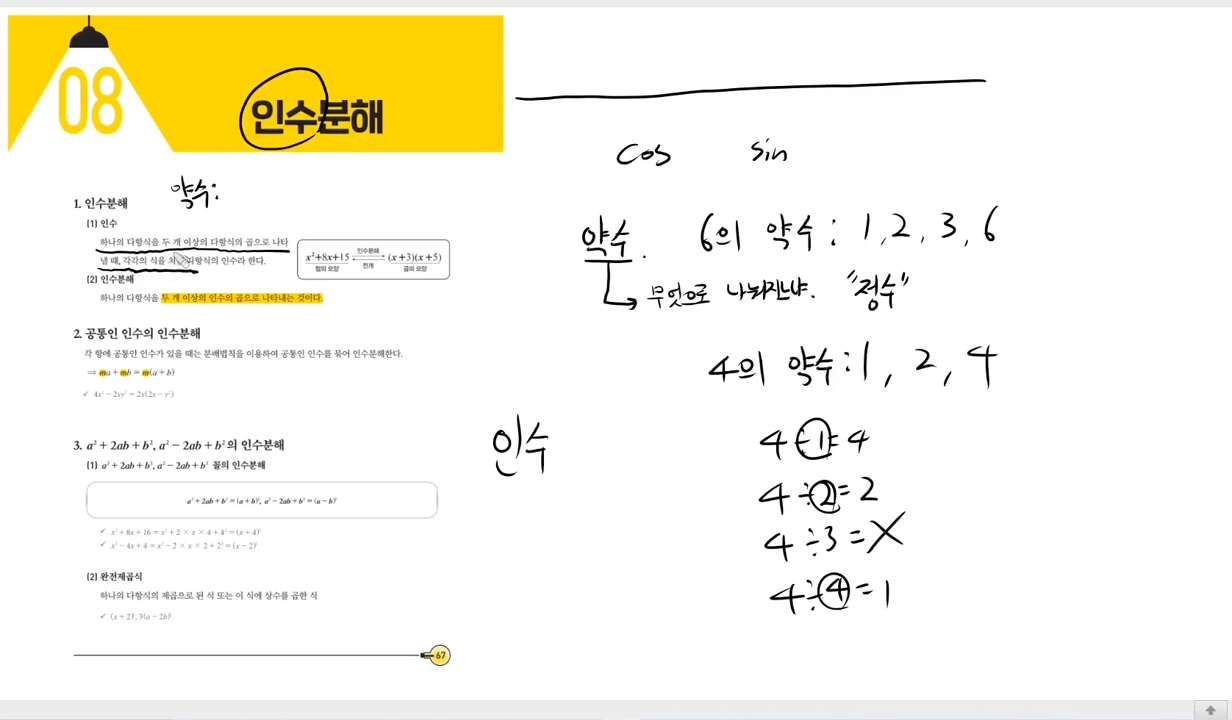 08
인수분해
cos sin
약수:
1. 인수분해
(1) 인수
하나의 다항식을 두 개 이상의 다항식의 곱으로 나타
낼 때, 각각의 식을 처음 다항식의 인수라 한다.
x²+8x+15 인수분해 전개 (x+3)(x+5)
합의 모양 곱의 모양
(2) 인수분해
하나의 다항식을 두 개 이상의 인수의 곱으로 나타내는 것이다.
2. 공통인 인수의 인수분해
각 항에 공통인 인수가 있을 때는 분배법칙을 이용하여 공통인 인수를 묶어 인수분해한다.
⇒ ma+mb=m(a+b)
✓ 4x²−2xy²=2x(2x−y²)
3. a²+2ab+b², a²−2ab+b²의 인수분해
(1) a²+2ab+b², a²−2ab+b² 꼴의 인수분해
a²+2ab+b²=(a+b)², a²−2ab+b²=(a−b)²
✓ x²+8x+16=x²+2×x×4+4²=(x+4)²
✓ x²−4x+4=x²−2×x×2+2²=(x−2)²
(2) 완전제곱식
하나의 다항식의 제곱으로 된 식 또는 이 식에 상수를 곱한 식
✓ (x+2)², 3(a−2b)²
67
약수. 6의 약수: 1, 2, 3, 6
무엇으로 나눠지느냐. "정수"
4의 약수: 1, 2, 4
인수
4÷1=4
4÷2=2
4÷3=X
4÷4=1